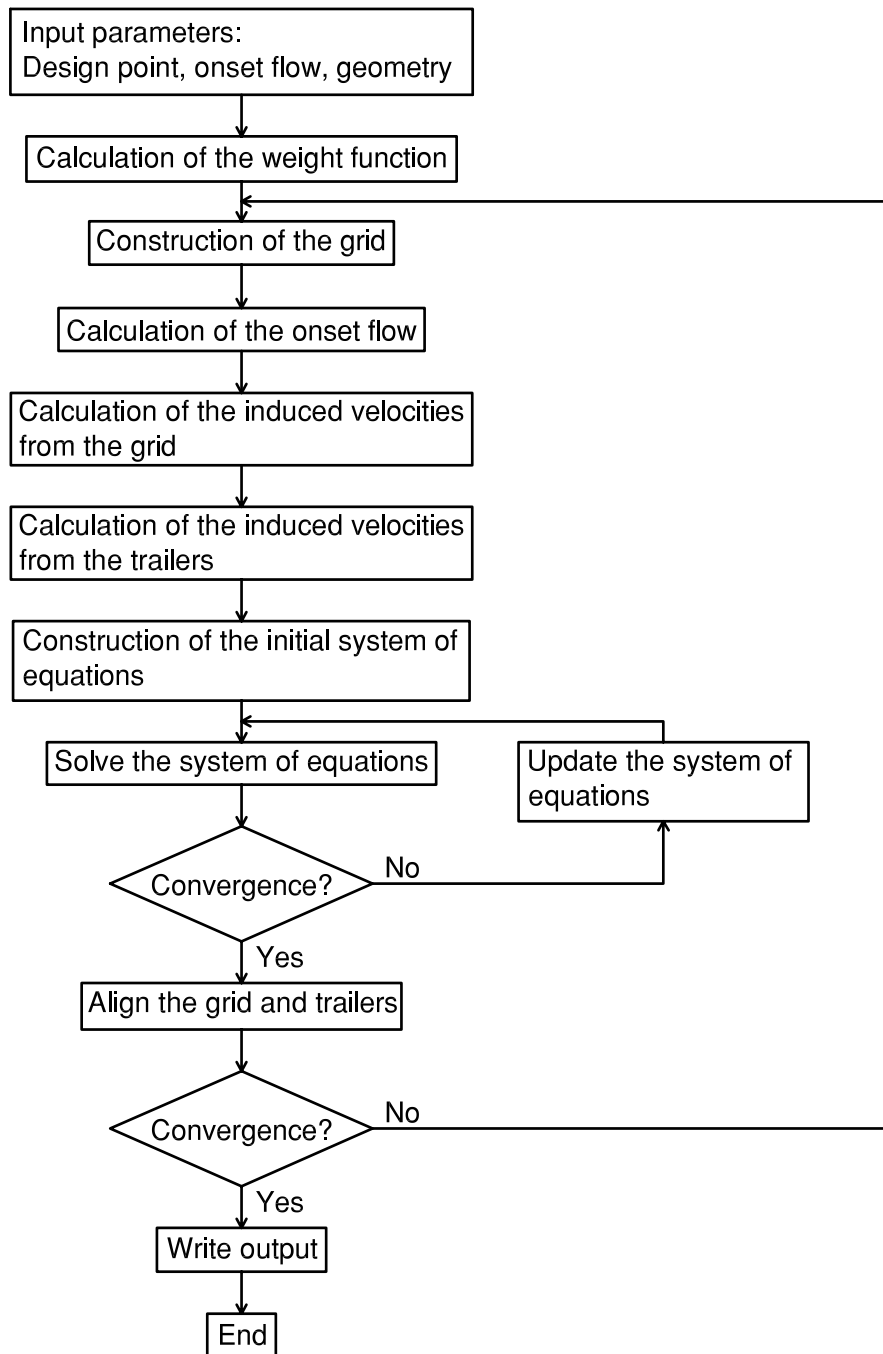 Input parameters:
Design point, onset flow, geometry
Calculation of the weight function
Construction of the grid
Calculation of the onset flow
Calculation of the induced velocities
from the grid
Calculation of the induced velocities
from the trailers
Construction of the initial system of
equations
Solve the system of equations
Update the system of
equations
Convergence?
No
Yes
Align the grid and trailers
Convergence?
No
Yes
Write output
End